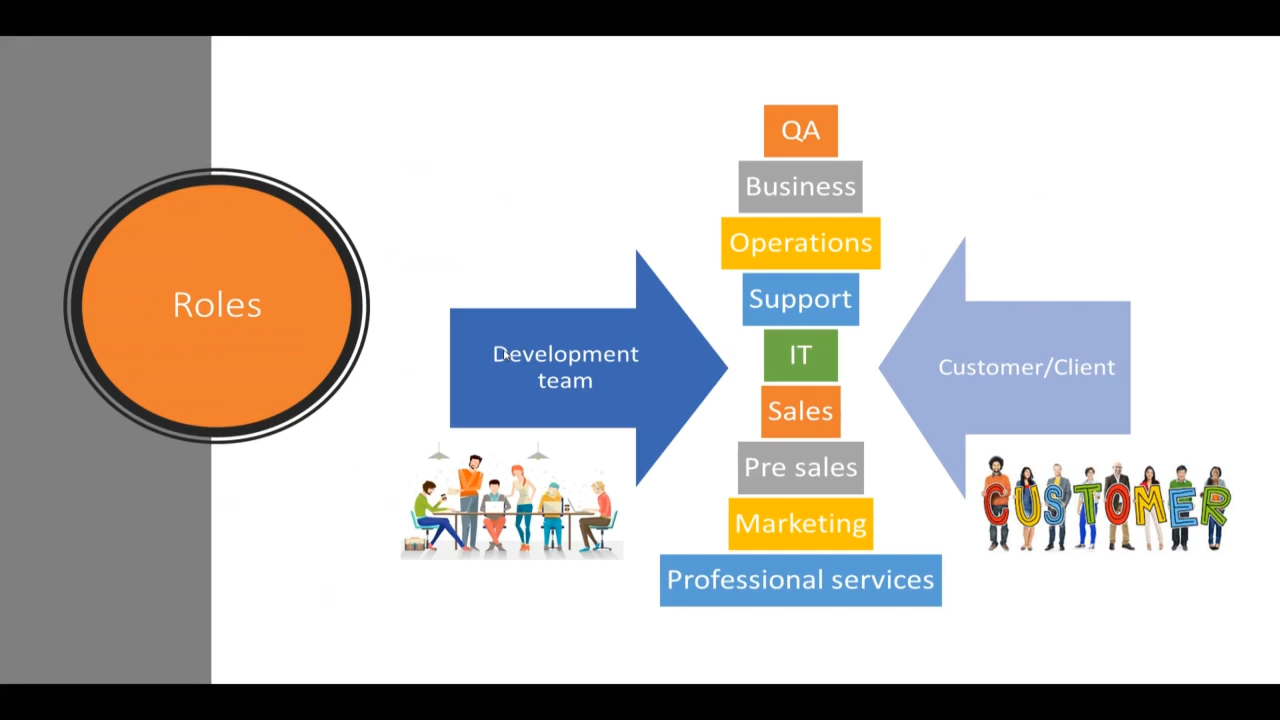 Roles
Development
team
QA
Business
Operations
Support
IT
Sales
Pre sales
Marketing
Professional services
Customer/Client
CUSTOMER